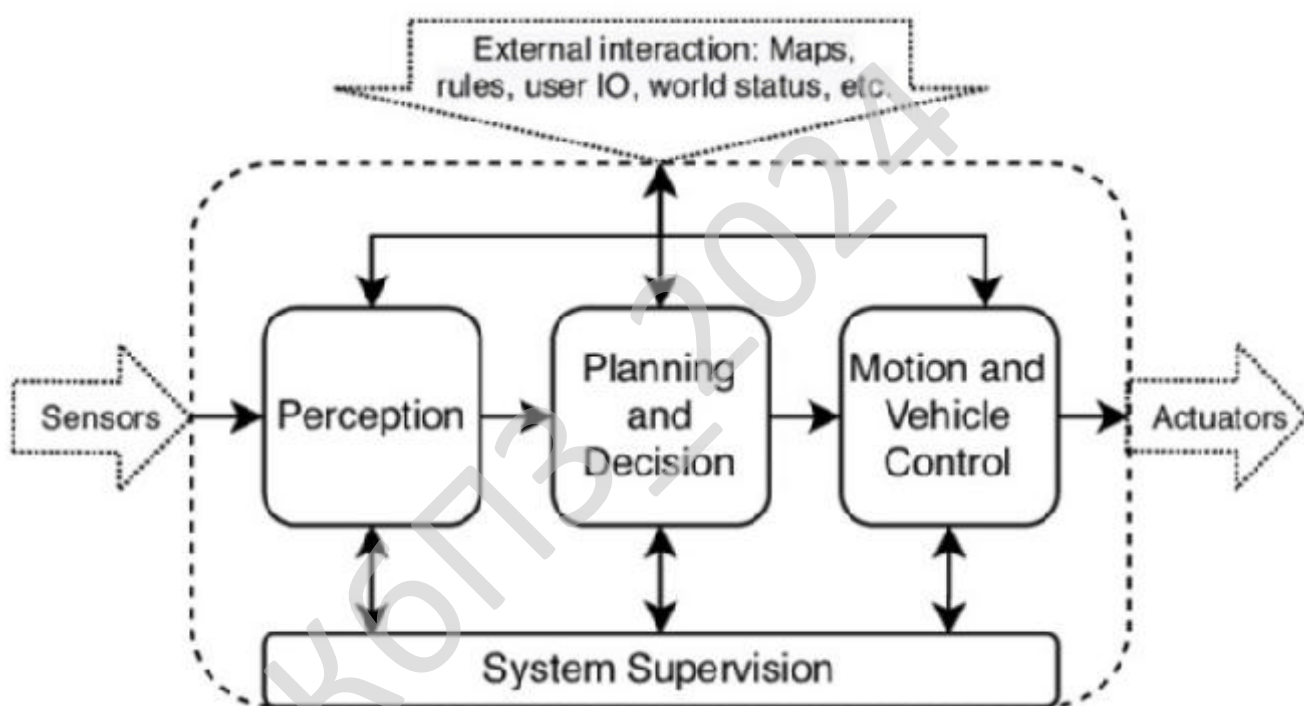 External interaction: Maps,
rules, user IO, world status, etc.
Sensors
Perception
Planning
and
Decision
Motion and
Vehicle
Control
Actuators
System Supervision
КбПЗ_2024